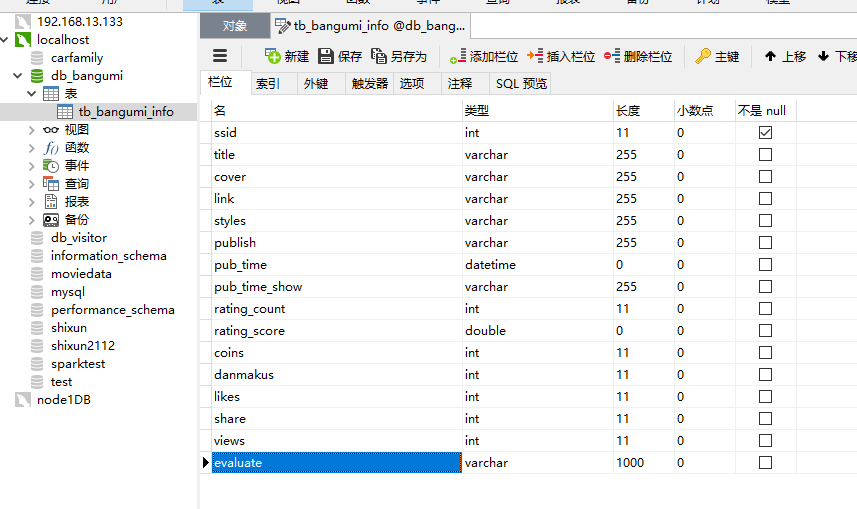 对象
tb_bangumi_info @db_bang...
新建 保存 另存为 添加栏位 插入栏位 删除栏位 主键 上移 下移
栏位 索引 外键 触发器 选项 注释 SQL 预览
192.168.13.133
localhost
carfamily
db_bangumi
表
tb_bangumi_info
视图
函数
事件
查询
报表
备份
db_visitor
information_schema
moviedata
mysql
performance_schema
shixun
shixun2112
sparktest
test
node1DB
名 类型 长度 小数点 不是 null
ssid int 11 0
title varchar 255 0
cover varchar 255 0
link varchar 255 0
styles varchar 255 0
publish varchar 255 0
pub_time datetime 0 0
pub_time_show varchar 255 0
rating_count int 11 0
rating_score double 0 0
coins int 11 0
danmakus int 11 0
likes int 11 0
share int 11 0
views int 11 0
evaluate varchar 1000 0